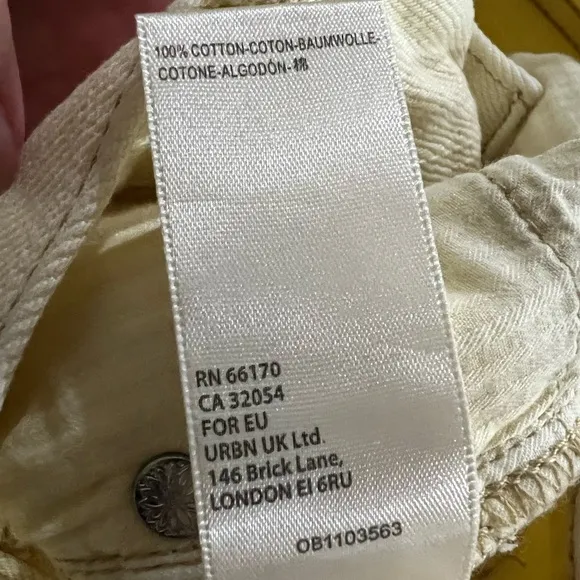 100% COTTON-COTON-BAUMWOLLE-
COTONE-ALGODÓN-棉
RN 66170
CA 32054
FOR EU
URBN UK Ltd.
146 Brick Lane,
LONDON EI 6RU
OB1103563